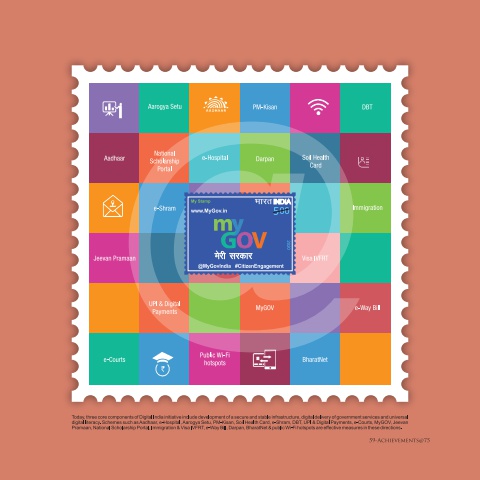 AADHAAR
Aarogya Setu
PM-Kisan
DBT
Aadhaar
National
Scholarship
Portal
e-Hospital
Darpan
Soil Health
Card
e-Shram
My Stamp
भारत INDIA
500
www.MyGov.in
my
GOV
मेरी सरकार
@MyGovIndia #CitizenEngagement
Immigration
Jeevan Pramaan
Visa IVFRT
UPI & Digital
Payments
MyGOV
e-Way Bill
e-Courts
Public Wi-Fi
hotspots
BharatNet
Today, three core components of Digital India initiative include development of a secure and stable infrastructure, digital delivery of government services and universal
digital literacy. Schemes such as Aadhaar, e-Hospital, Aarogya Setu, PM-Kisan, Soil Health Card, e-Shram, DBT, UPI & Digital Payments, e-Courts, MyGOV, Jeevan
Pramaan, National Scholarship Portal, Immigration & Visa IVFRT, e-Way Bill, Darpan, BharatNet & public Wi-Fi hotspots are effective measures in these directions.
59-ACHIEVEMENTS@75